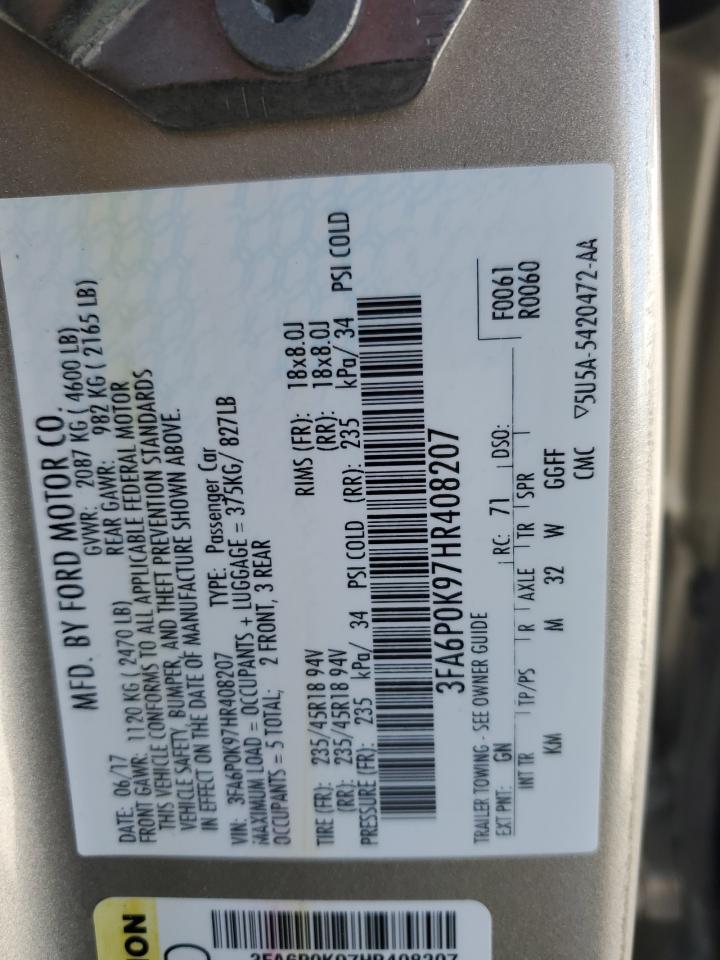 MFD. BY FORD MOTOR CO.
DATE: 06/17 GVWR: 2087 KG ( 4600 LB)
FRONT GAWR: 1120 KG ( 2470 LB) REAR GAWR: 982 KG ( 2165 LB)
THIS VEHICLE CONFORMS TO ALL APPLICABLE FEDERAL MOTOR
VEHICLE SAFETY, BUMPER, AND THEFT PREVENTION STANDARDS
IN EFFECT ON THE DATE OF MANUFACTURE SHOWN ABOVE.
VIN: 3FA6P0K97HR408207 TYPE: Passenger Car
MAXIMUM LOAD = OCCUPANTS + LUGGAGE = 375KG/ 827LB
OCCUPANTS = 5 TOTAL; 2 FRONT, 3 REAR
TIRE (FR): 235/45R18 94V RIMS (FR): 18x8.0J
(RR): 235/45R18 94V (RR): 18x8.0J
PRESSURE (FR): 235 kPa/ 34 PSI COLD (RR): 235 kPa/ 34 PSI COLD
3FA6P0K97HR408207
TRAILER TOWING - SEE OWNER GUIDE
EXT PNT: GN RC: 71 DSO: F0061
R0060
INT TR TP/PS R AXLE TR SPR
KM M 32 W GGFF
CMC ▽5U5A-5420472-AA
ION
3FA6P0K97HR408207